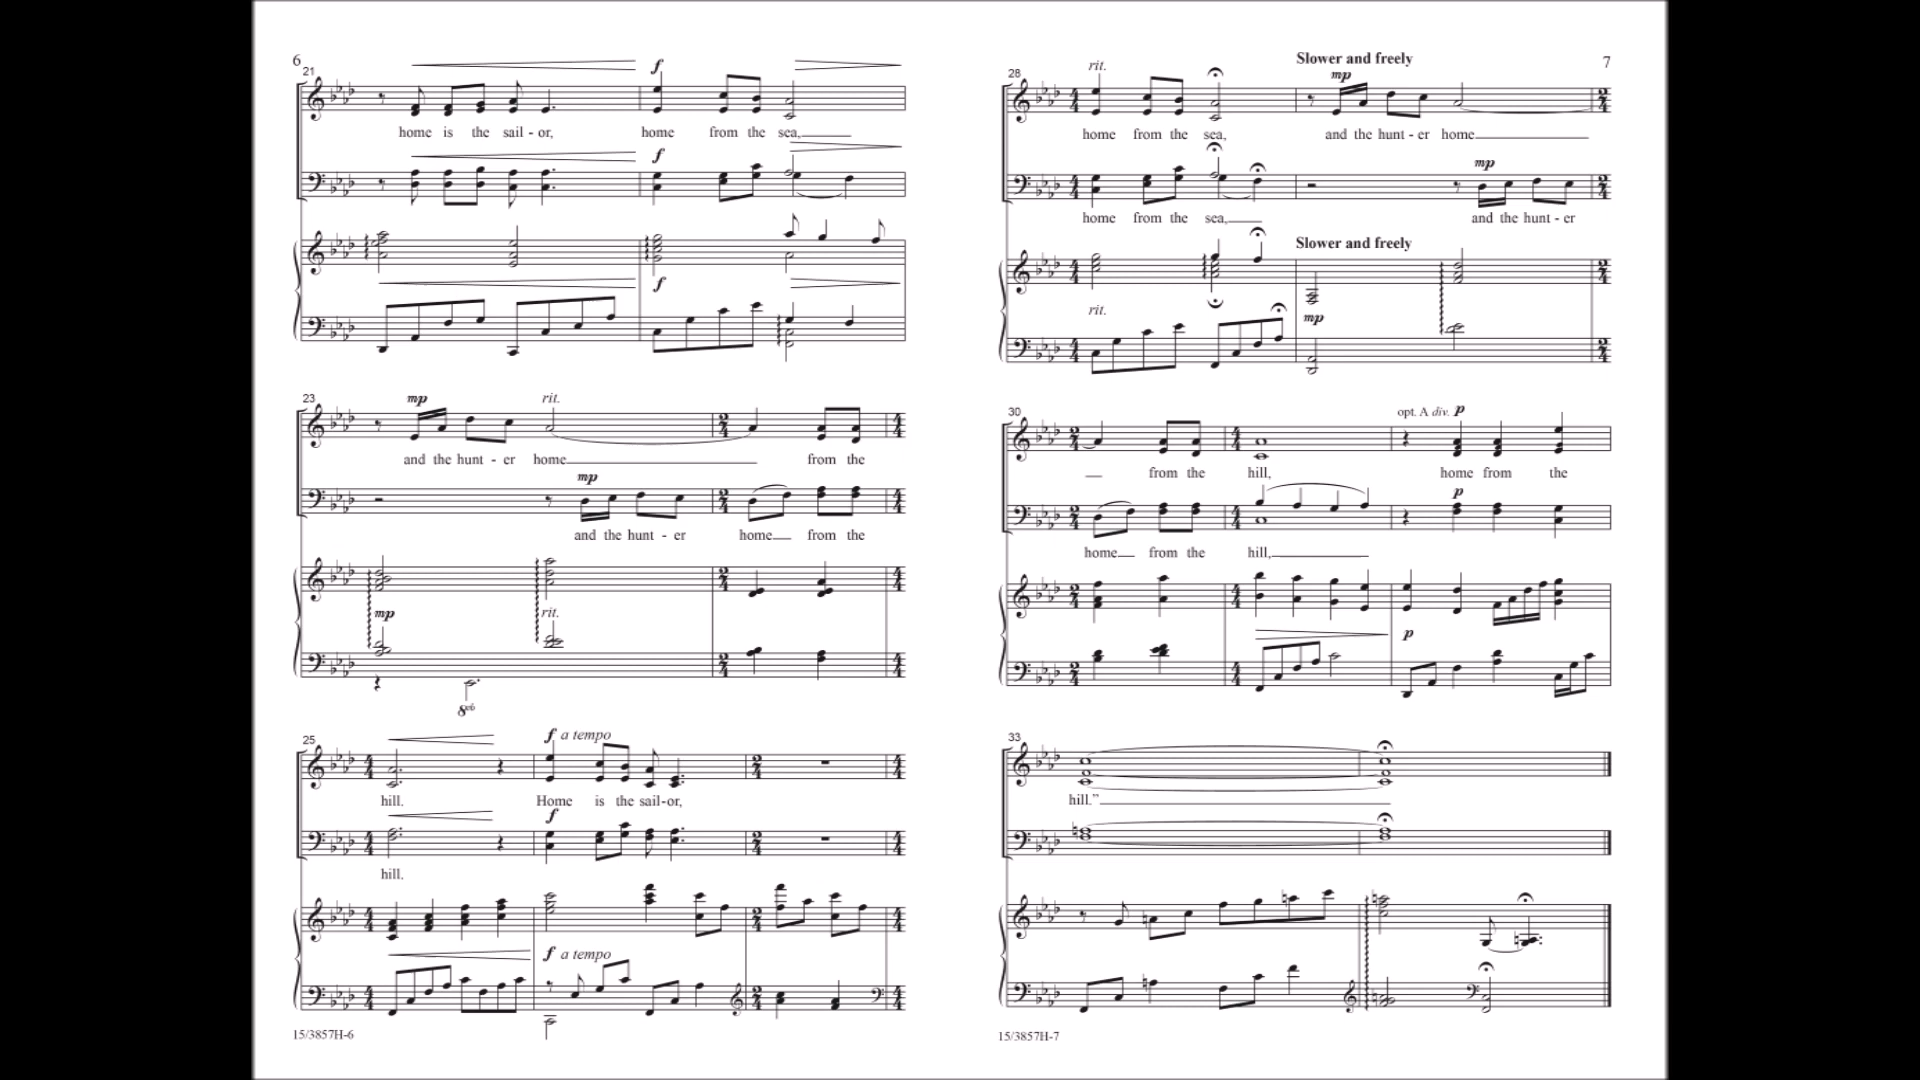 6
21
f
home is the sail - or, home from the sea,
f
f
23
mp rit.
and the hunt - er home from the
mp
and the hunt - er home from the
mp rit.
8vb
25
f a tempo
hill. Home is the sail-or,
f
hill.
f a tempo
15/3857H-6
Slower and freely
7
28
rit. mp
home from the sea, and the hunt - er home
mp
home from the sea, and the hunt - er
Slower and freely
rit. mp
30
opt. A div. p
from the hill, home from the
p
home from the hill,
p
33
hill.”
15/3857H-7